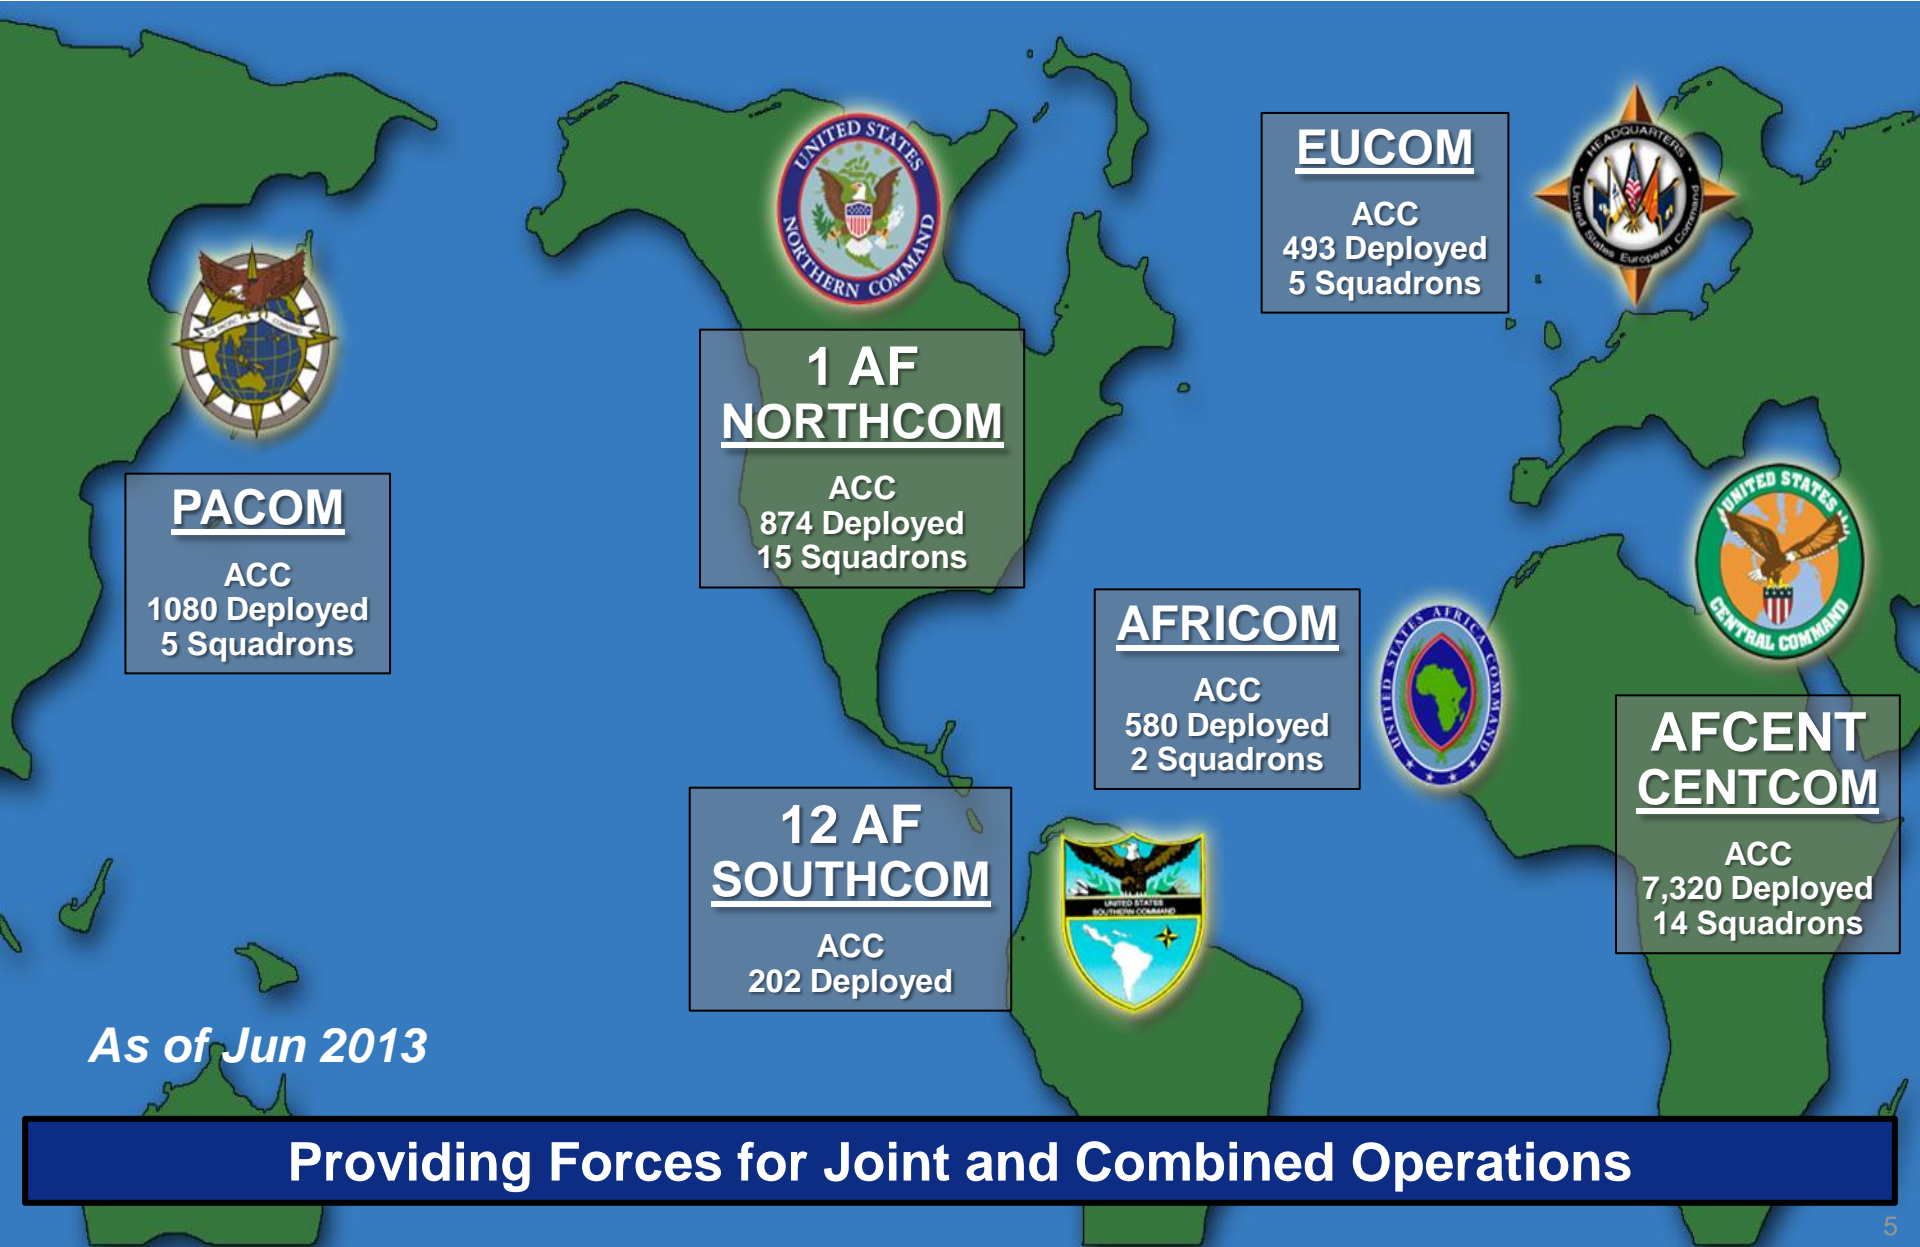 UNITED STATES
NORTHERN COMMAND
EUCOM
ACC
493 Deployed
5 Squadrons
HEADQUARTERS
United States European Command
U.S. PACIFIC COMMAND
1 AF
NORTHCOM
ACC
874 Deployed
15 Squadrons
PACOM
ACC
1080 Deployed
5 Squadrons
UNITED STATES
CENTRAL COMMAND
AFRICOM
ACC
580 Deployed
2 Squadrons
UNITED STATES AFRICA COMMAND
AFCENT
CENTCOM
ACC
7,320 Deployed
14 Squadrons
12 AF
SOUTHCOM
ACC
202 Deployed
UNITED STATES
SOUTHERN COMMAND
As of Jun 2013
Providing Forces for Joint and Combined Operations
5